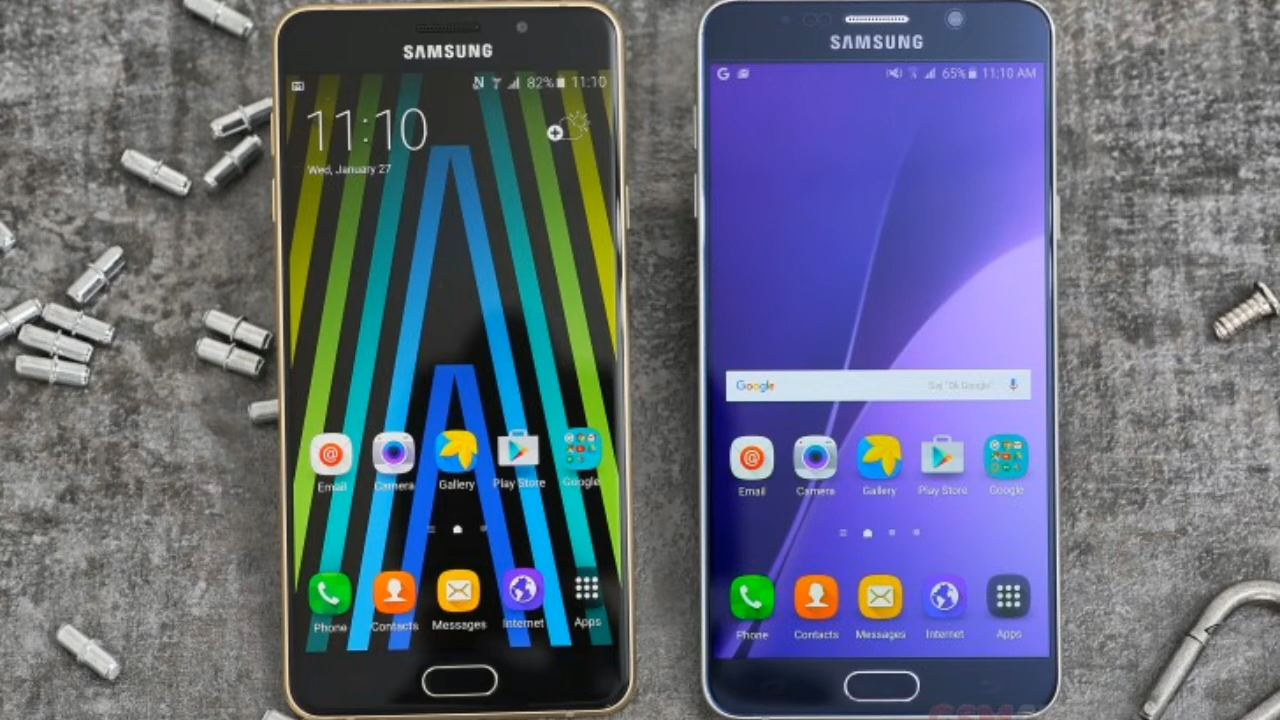 SAMSUNG
82% 11:10
11:10
Wed, January 27
Email Camera Gallery Play Store Google
Phone Contacts Messages Internet Apps
SAMSUNG
G 65% 11:10 AM
Google Say "Ok Google"
Email Camera Gallery Play Store Google
Phone Contacts Messages Internet Apps